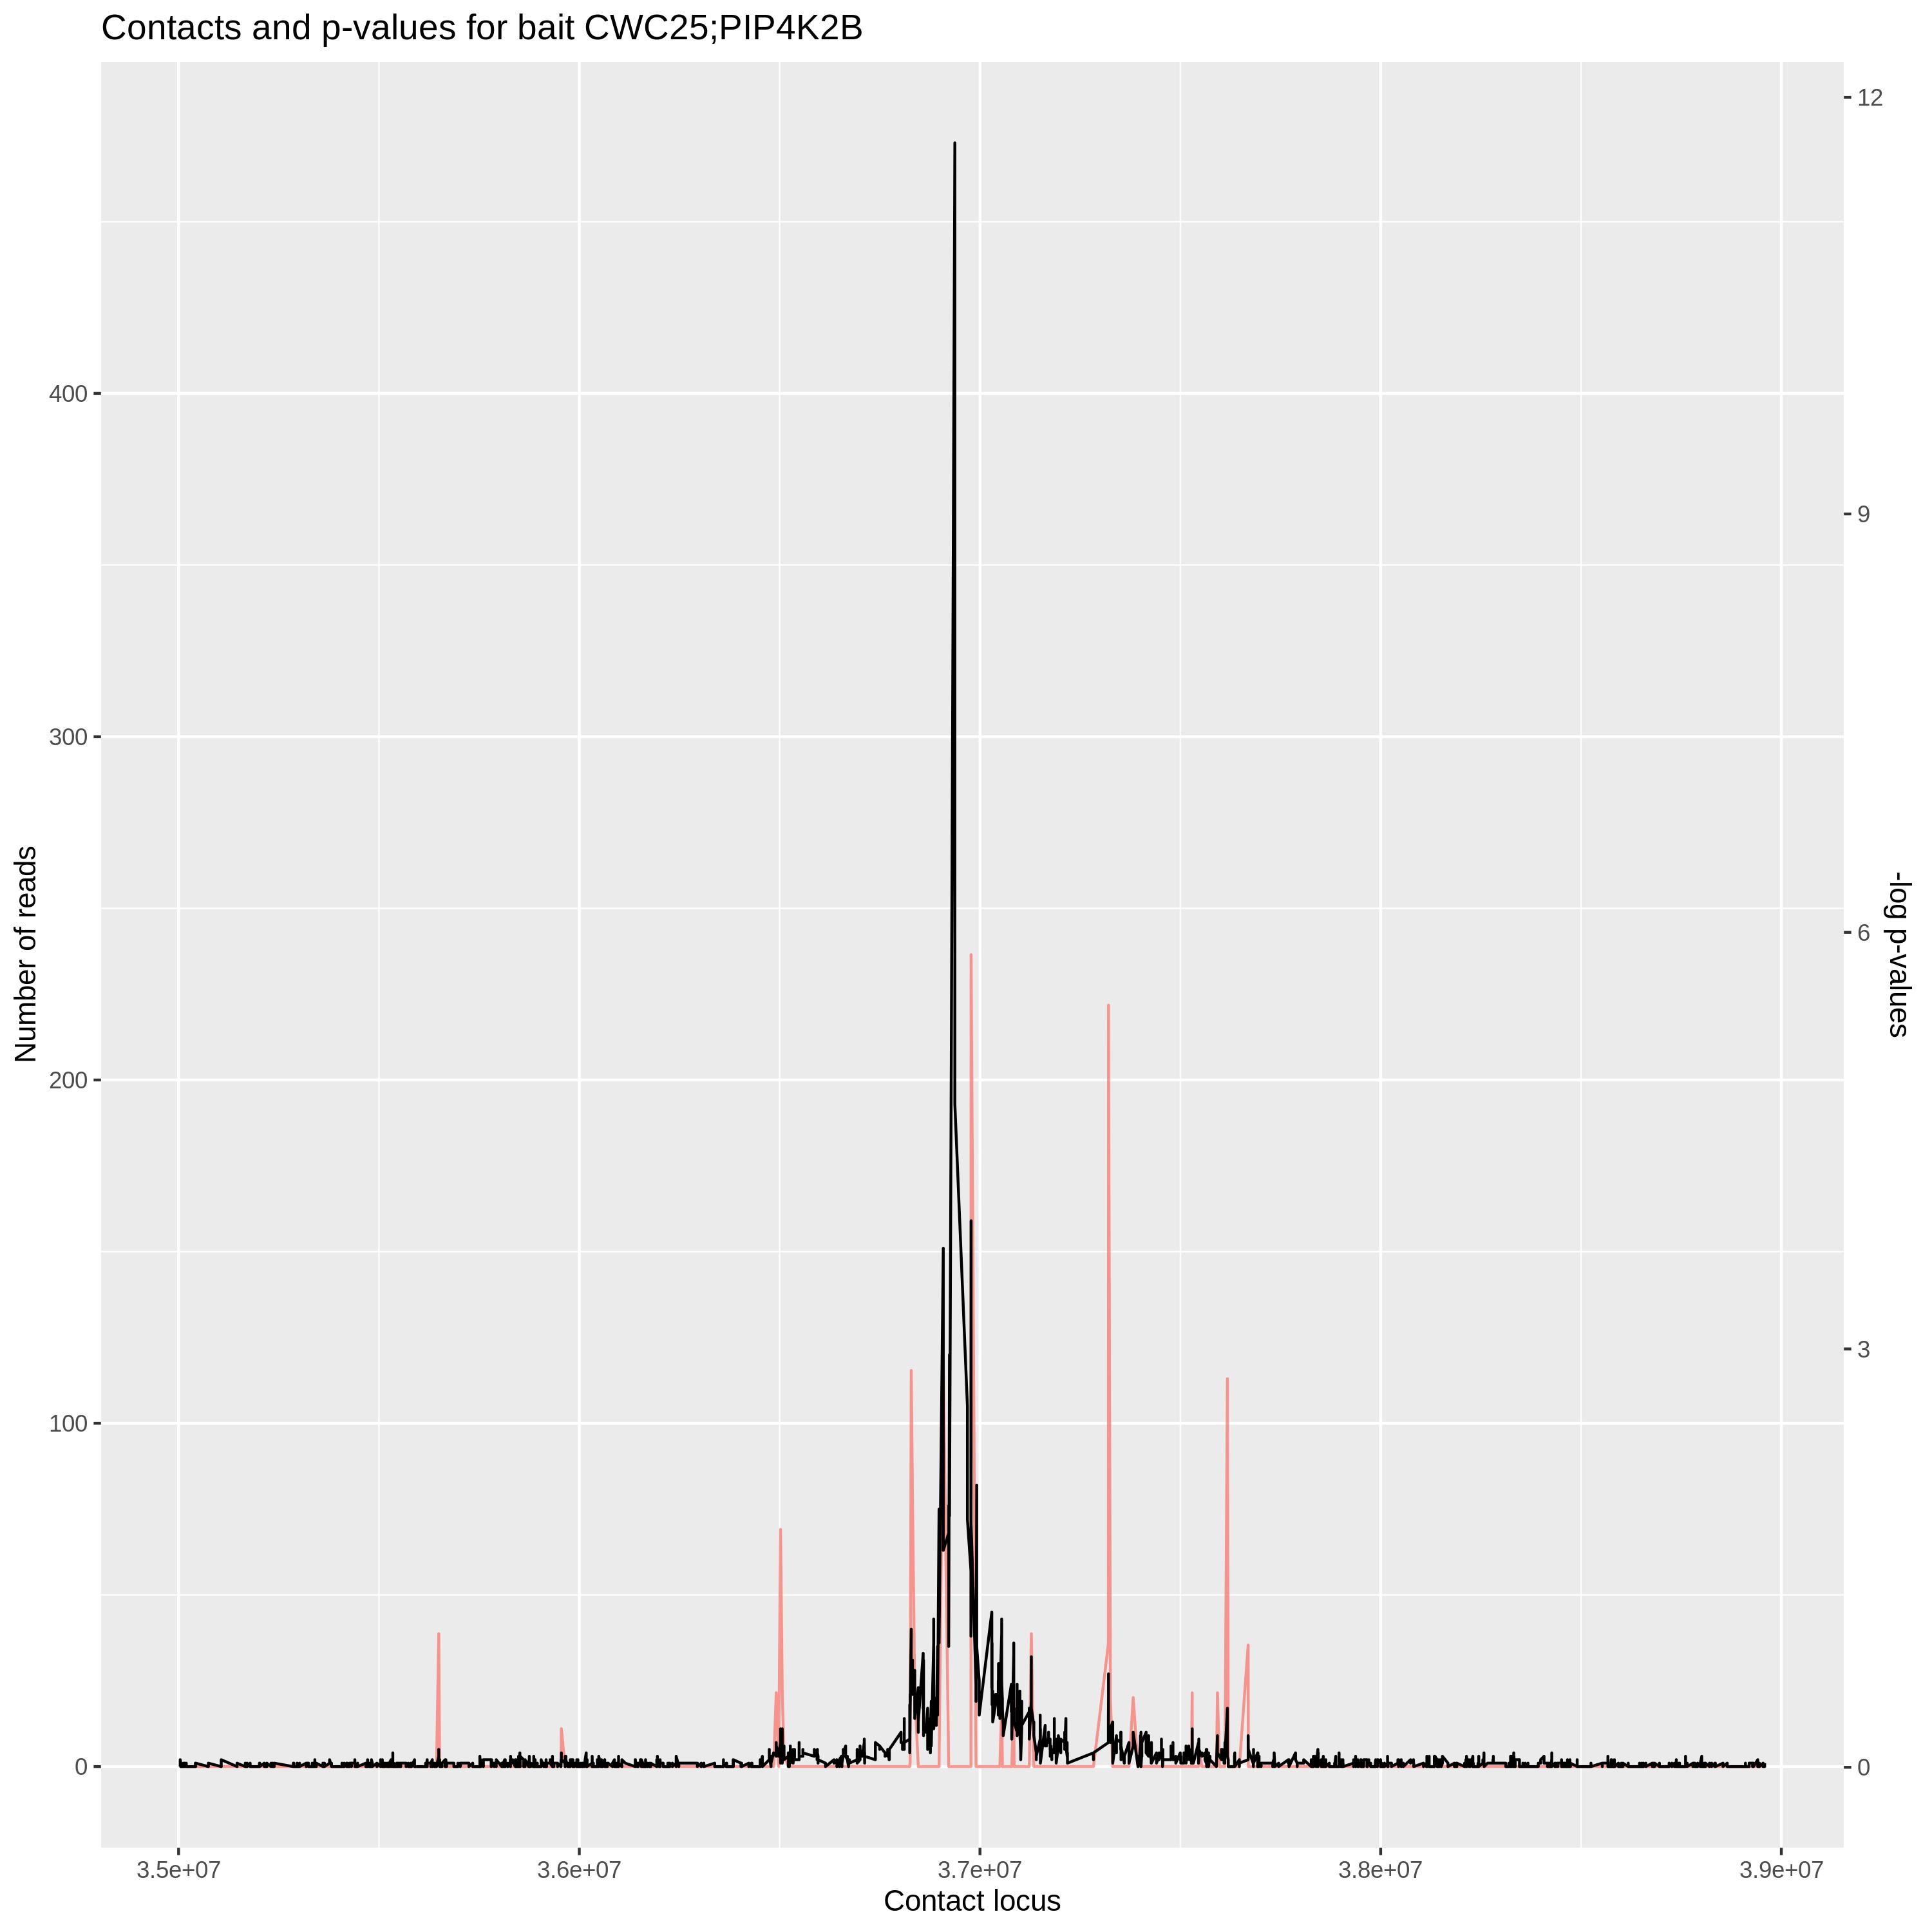 Contacts and p-values for bait CWC25;PIP4K2B
12
9
6
3
0
-log p-values
400
300
200
100
0
Number of reads
3.5e+07 3.6e+07 3.7e+07 3.8e+07 3.9e+07
Contact locus